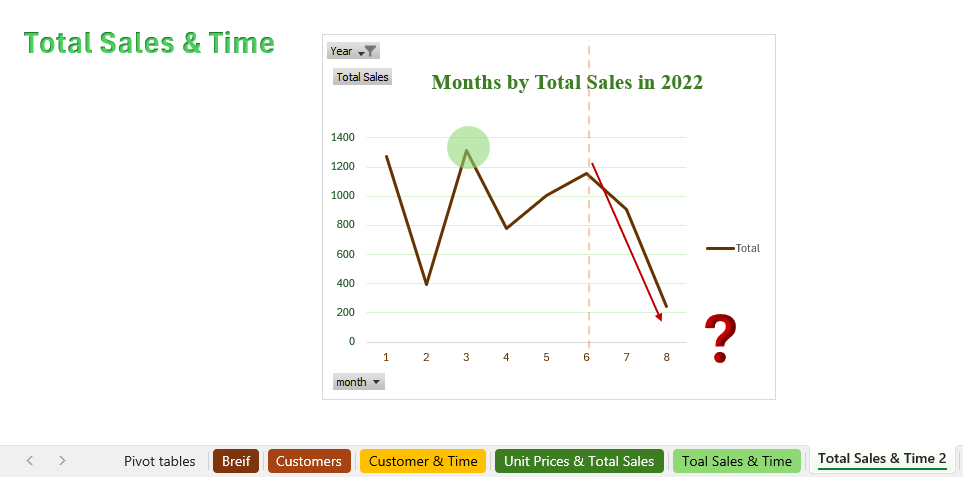 Total Sales & Time
Year
Total Sales
Months by Total Sales in 2022
1400
1200
1000
800
600
400
200
0
1 2 3 4 5 6 7 8
Total
?
month
Pivot tables Breif Customers Customer & Time Unit Prices & Total Sales Toal Sales & Time Total Sales & Time 2